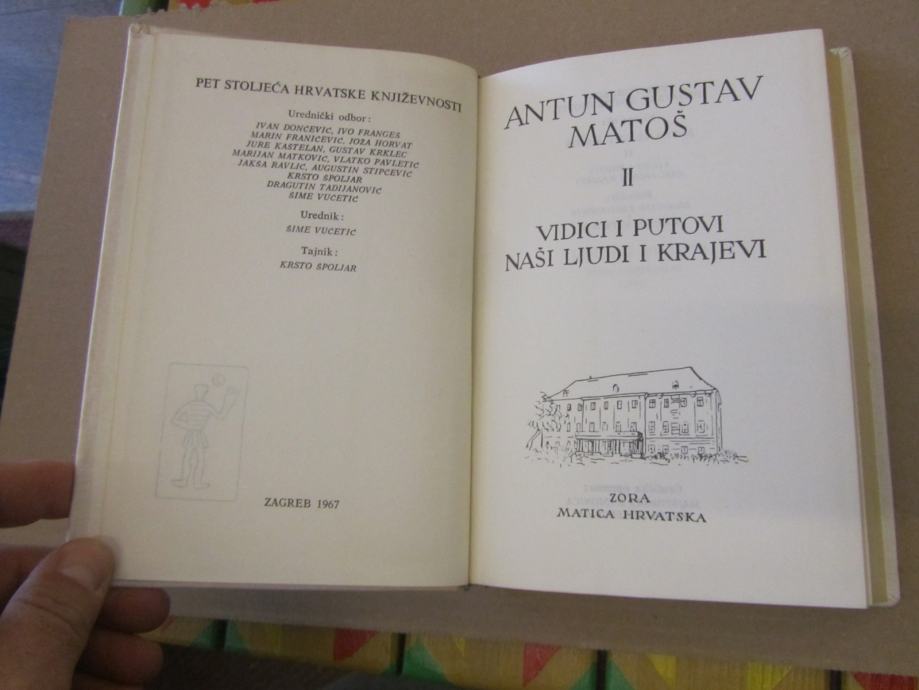 PET STOLJEĆA HRVATSKE KNJIŽEVNOSTI
Urednički odbor:
IVAN DONČEVIĆ, IVO FRANGEŠ
MARIN FRANIČEVIĆ, JOŽA HORVAT
JURE KAŠTELAN, GUSTAV KRKLEC
MARIJAN MATKOVIĆ, VLATKO PAVLETIĆ
JAKŠA RAVLIĆ, AUGUSTIN STIPČEVIĆ
KRSTO ŠPOLJAR
DRAGUTIN TADIJANOVIĆ
ŠIME VUČETIĆ
Urednik:
ŠIME VUČETIĆ
Tajnik:
KRSTO ŠPOLJAR
ZAGREB 1967
ANTUN GUSTAV
MATOŠ
II
VIDICI I PUTOVI
NAŠI LJUDI I KRAJEVI
ZORA
MATICA HRVATSKA